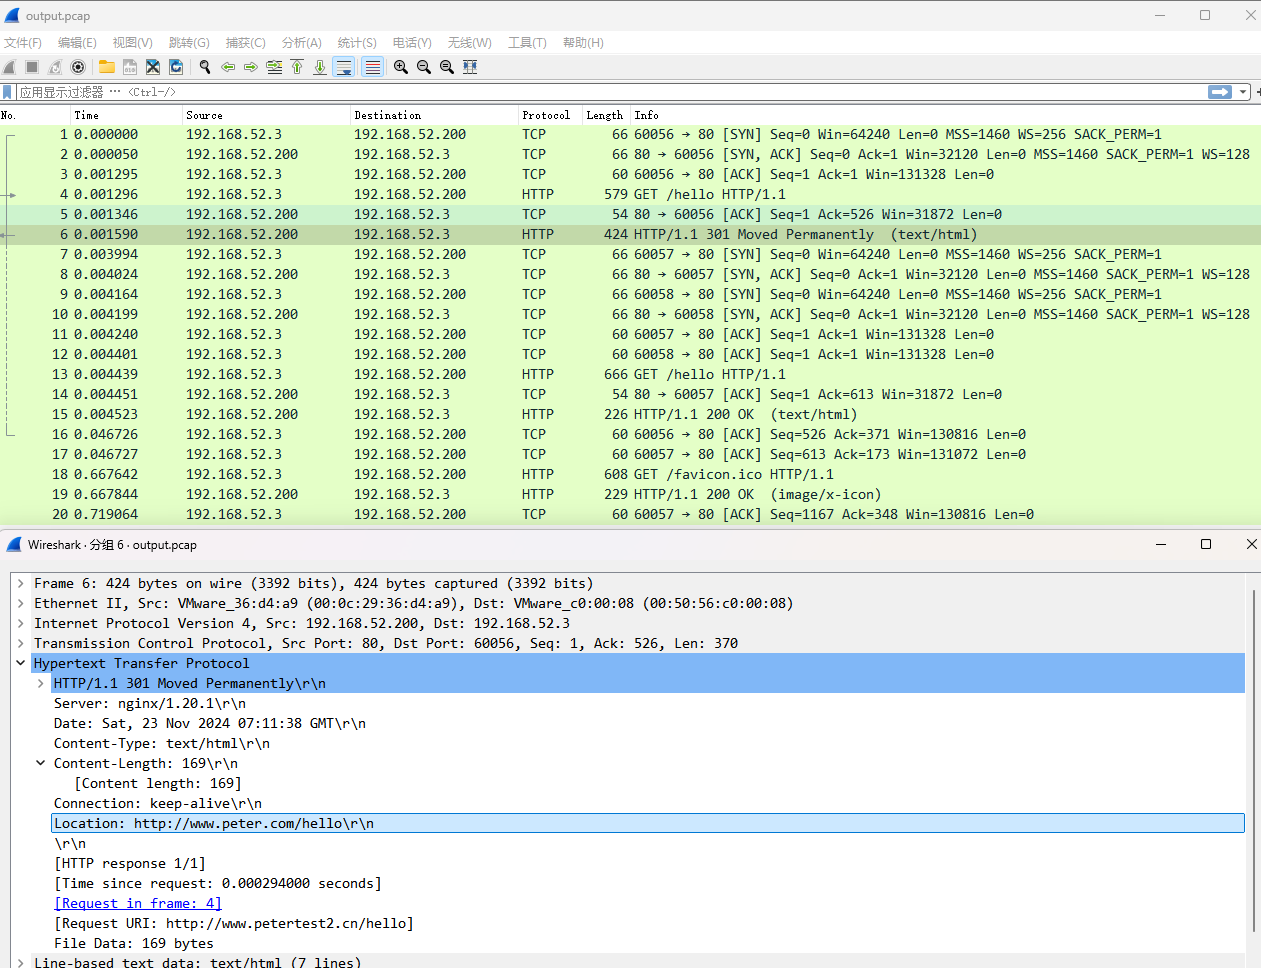 output.pcap
文件(F) 编辑(E) 视图(V) 跳转(G) 捕获(C) 分析(A) 统计(S) 电话(Y) 无线(W) 工具(T) 帮助(H)
应用显示过滤器 … <Ctrl-/>
No. Time Source Destination Protocol Length Info
1 0.000000 192.168.52.3 192.168.52.200 TCP 66 60056 → 80 [SYN] Seq=0 Win=64240 Len=0 MSS=1460 WS=256 SACK_PERM=1
2 0.000050 192.168.52.200 192.168.52.3 TCP 66 80 → 60056 [SYN, ACK] Seq=0 Ack=1 Win=32120 Len=0 MSS=1460 SACK_PERM=1 WS=128
3 0.001295 192.168.52.3 192.168.52.200 TCP 60 60056 → 80 [ACK] Seq=1 Ack=1 Win=131328 Len=0
4 0.001296 192.168.52.3 192.168.52.200 HTTP 579 GET /hello HTTP/1.1
5 0.001346 192.168.52.200 192.168.52.3 TCP 54 80 → 60056 [ACK] Seq=1 Ack=526 Win=31872 Len=0
6 0.001590 192.168.52.200 192.168.52.3 HTTP 424 HTTP/1.1 301 Moved Permanently (text/html)
7 0.003994 192.168.52.3 192.168.52.200 TCP 66 60057 → 80 [SYN] Seq=0 Win=64240 Len=0 MSS=1460 WS=256 SACK_PERM=1
8 0.004024 192.168.52.200 192.168.52.3 TCP 66 80 → 60057 [SYN, ACK] Seq=0 Ack=1 Win=32120 Len=0 MSS=1460 SACK_PERM=1 WS=128
9 0.004164 192.168.52.3 192.168.52.200 TCP 66 60058 → 80 [SYN] Seq=0 Win=64240 Len=0 MSS=1460 WS=256 SACK_PERM=1
10 0.004199 192.168.52.200 192.168.52.3 TCP 66 80 → 60058 [SYN, ACK] Seq=0 Ack=1 Win=32120 Len=0 MSS=1460 SACK_PERM=1 WS=128
11 0.004240 192.168.52.3 192.168.52.200 TCP 60 60057 → 80 [ACK] Seq=1 Ack=1 Win=131328 Len=0
12 0.004401 192.168.52.3 192.168.52.200 TCP 60 60058 → 80 [ACK] Seq=1 Ack=1 Win=131328 Len=0
13 0.004439 192.168.52.3 192.168.52.200 HTTP 666 GET /hello HTTP/1.1
14 0.004451 192.168.52.200 192.168.52.3 TCP 54 80 → 60057 [ACK] Seq=1 Ack=613 Win=31872 Len=0
15 0.004523 192.168.52.200 192.168.52.3 HTTP 226 HTTP/1.1 200 OK (text/html)
16 0.046726 192.168.52.3 192.168.52.200 TCP 60 60056 → 80 [ACK] Seq=526 Ack=371 Win=130816 Len=0
17 0.046727 192.168.52.3 192.168.52.200 TCP 60 60057 → 80 [ACK] Seq=613 Ack=173 Win=131072 Len=0
18 0.667642 192.168.52.3 192.168.52.200 HTTP 608 GET /favicon.ico HTTP/1.1
19 0.667844 192.168.52.200 192.168.52.3 HTTP 229 HTTP/1.1 200 OK (image/x-icon)
20 0.719064 192.168.52.3 192.168.52.200 TCP 60 60057 → 80 [ACK] Seq=1167 Ack=348 Win=130816 Len=0
Wireshark · 分组 6 · output.pcap
Frame 6: 424 bytes on wire (3392 bits), 424 bytes captured (3392 bits)
Ethernet II, Src: VMware_36:d4:a9 (00:0c:29:36:d4:a9), Dst: VMware_c0:00:08 (00:50:56:c0:00:08)
Internet Protocol Version 4, Src: 192.168.52.200, Dst: 192.168.52.3
Transmission Control Protocol, Src Port: 80, Dst Port: 60056, Seq: 1, Ack: 526, Len: 370
Hypertext Transfer Protocol
HTTP/1.1 301 Moved Permanently\r\n
Server: nginx/1.20.1\r\n
Date: Sat, 23 Nov 2024 07:11:38 GMT\r\n
Content-Type: text/html\r\n
Content-Length: 169\r\n
[Content length: 169]
Connection: keep-alive\r\n
Location: http://www.peter.com/hello\r\n
\r\n
[HTTP response 1/1]
[Time since request: 0.000294000 seconds]
[Request in frame: 4]
[Request URI: http://www.petertest2.cn/hello]
File Data: 169 bytes
Line-based text data: text/html (7 lines)